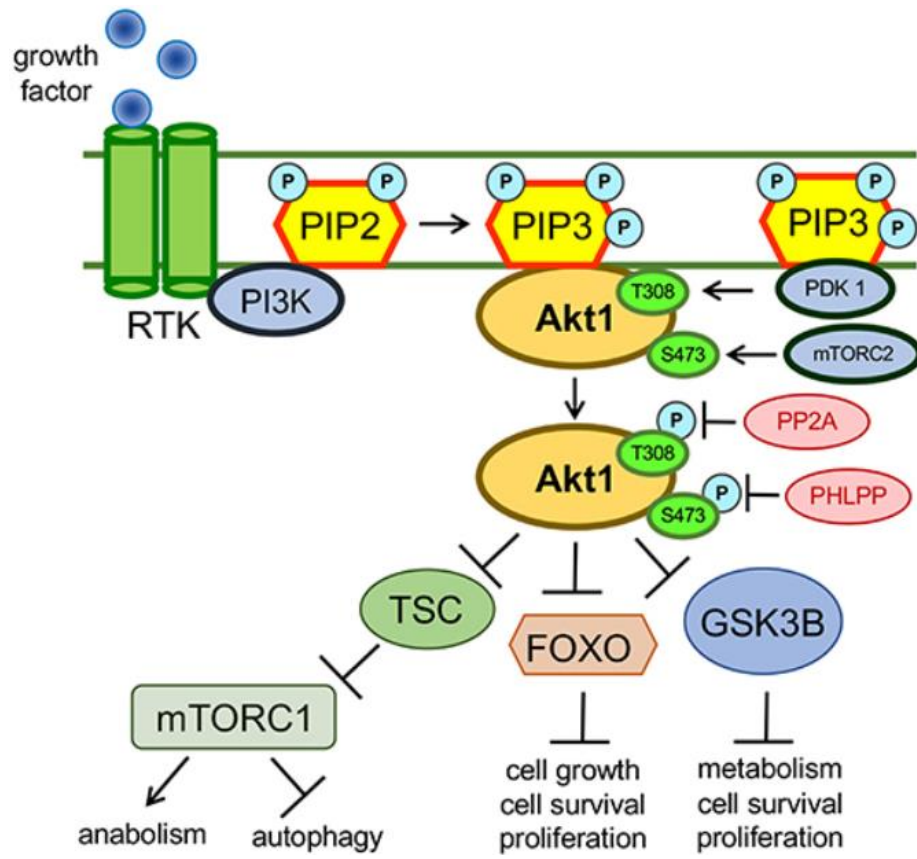 growth
factor
P
P
P
P
P
P
P
P
PIP2
PIP3
PIP3
PI3K
RTK
Akt1
T308
PDK 1
S473
mTORC2
P
PP2A
Akt1
T308
P
PHLPP
S473
TSC
FOXO
GSK3B
mTORC1
anabolism
autophagy
cell growth
cell survival
proliferation
metabolism
cell survival
proliferation